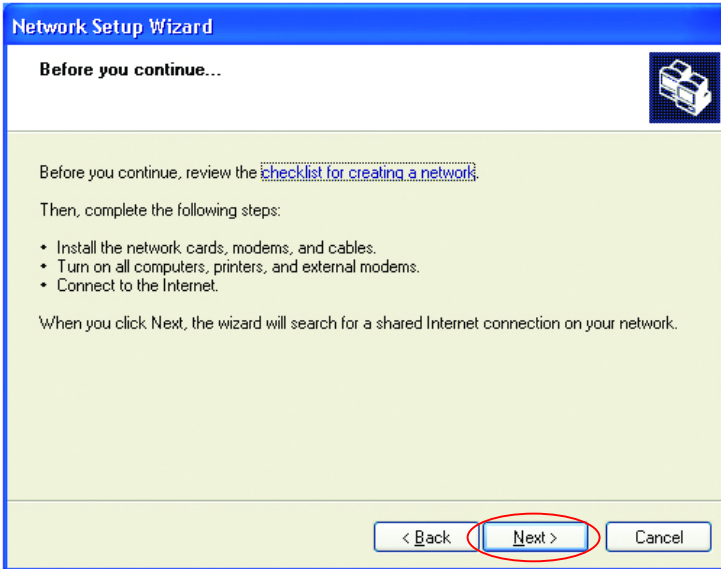 Network Setup Wizard
Before you continue...
Before you continue, review the checklist for creating a network.
Then, complete the following steps:
• Install the network cards, modems, and cables.
• Turn on all computers, printers, and external modems.
• Connect to the Internet.
When you click Next, the wizard will search for a shared Internet connection on your network.
< Back Next > Cancel